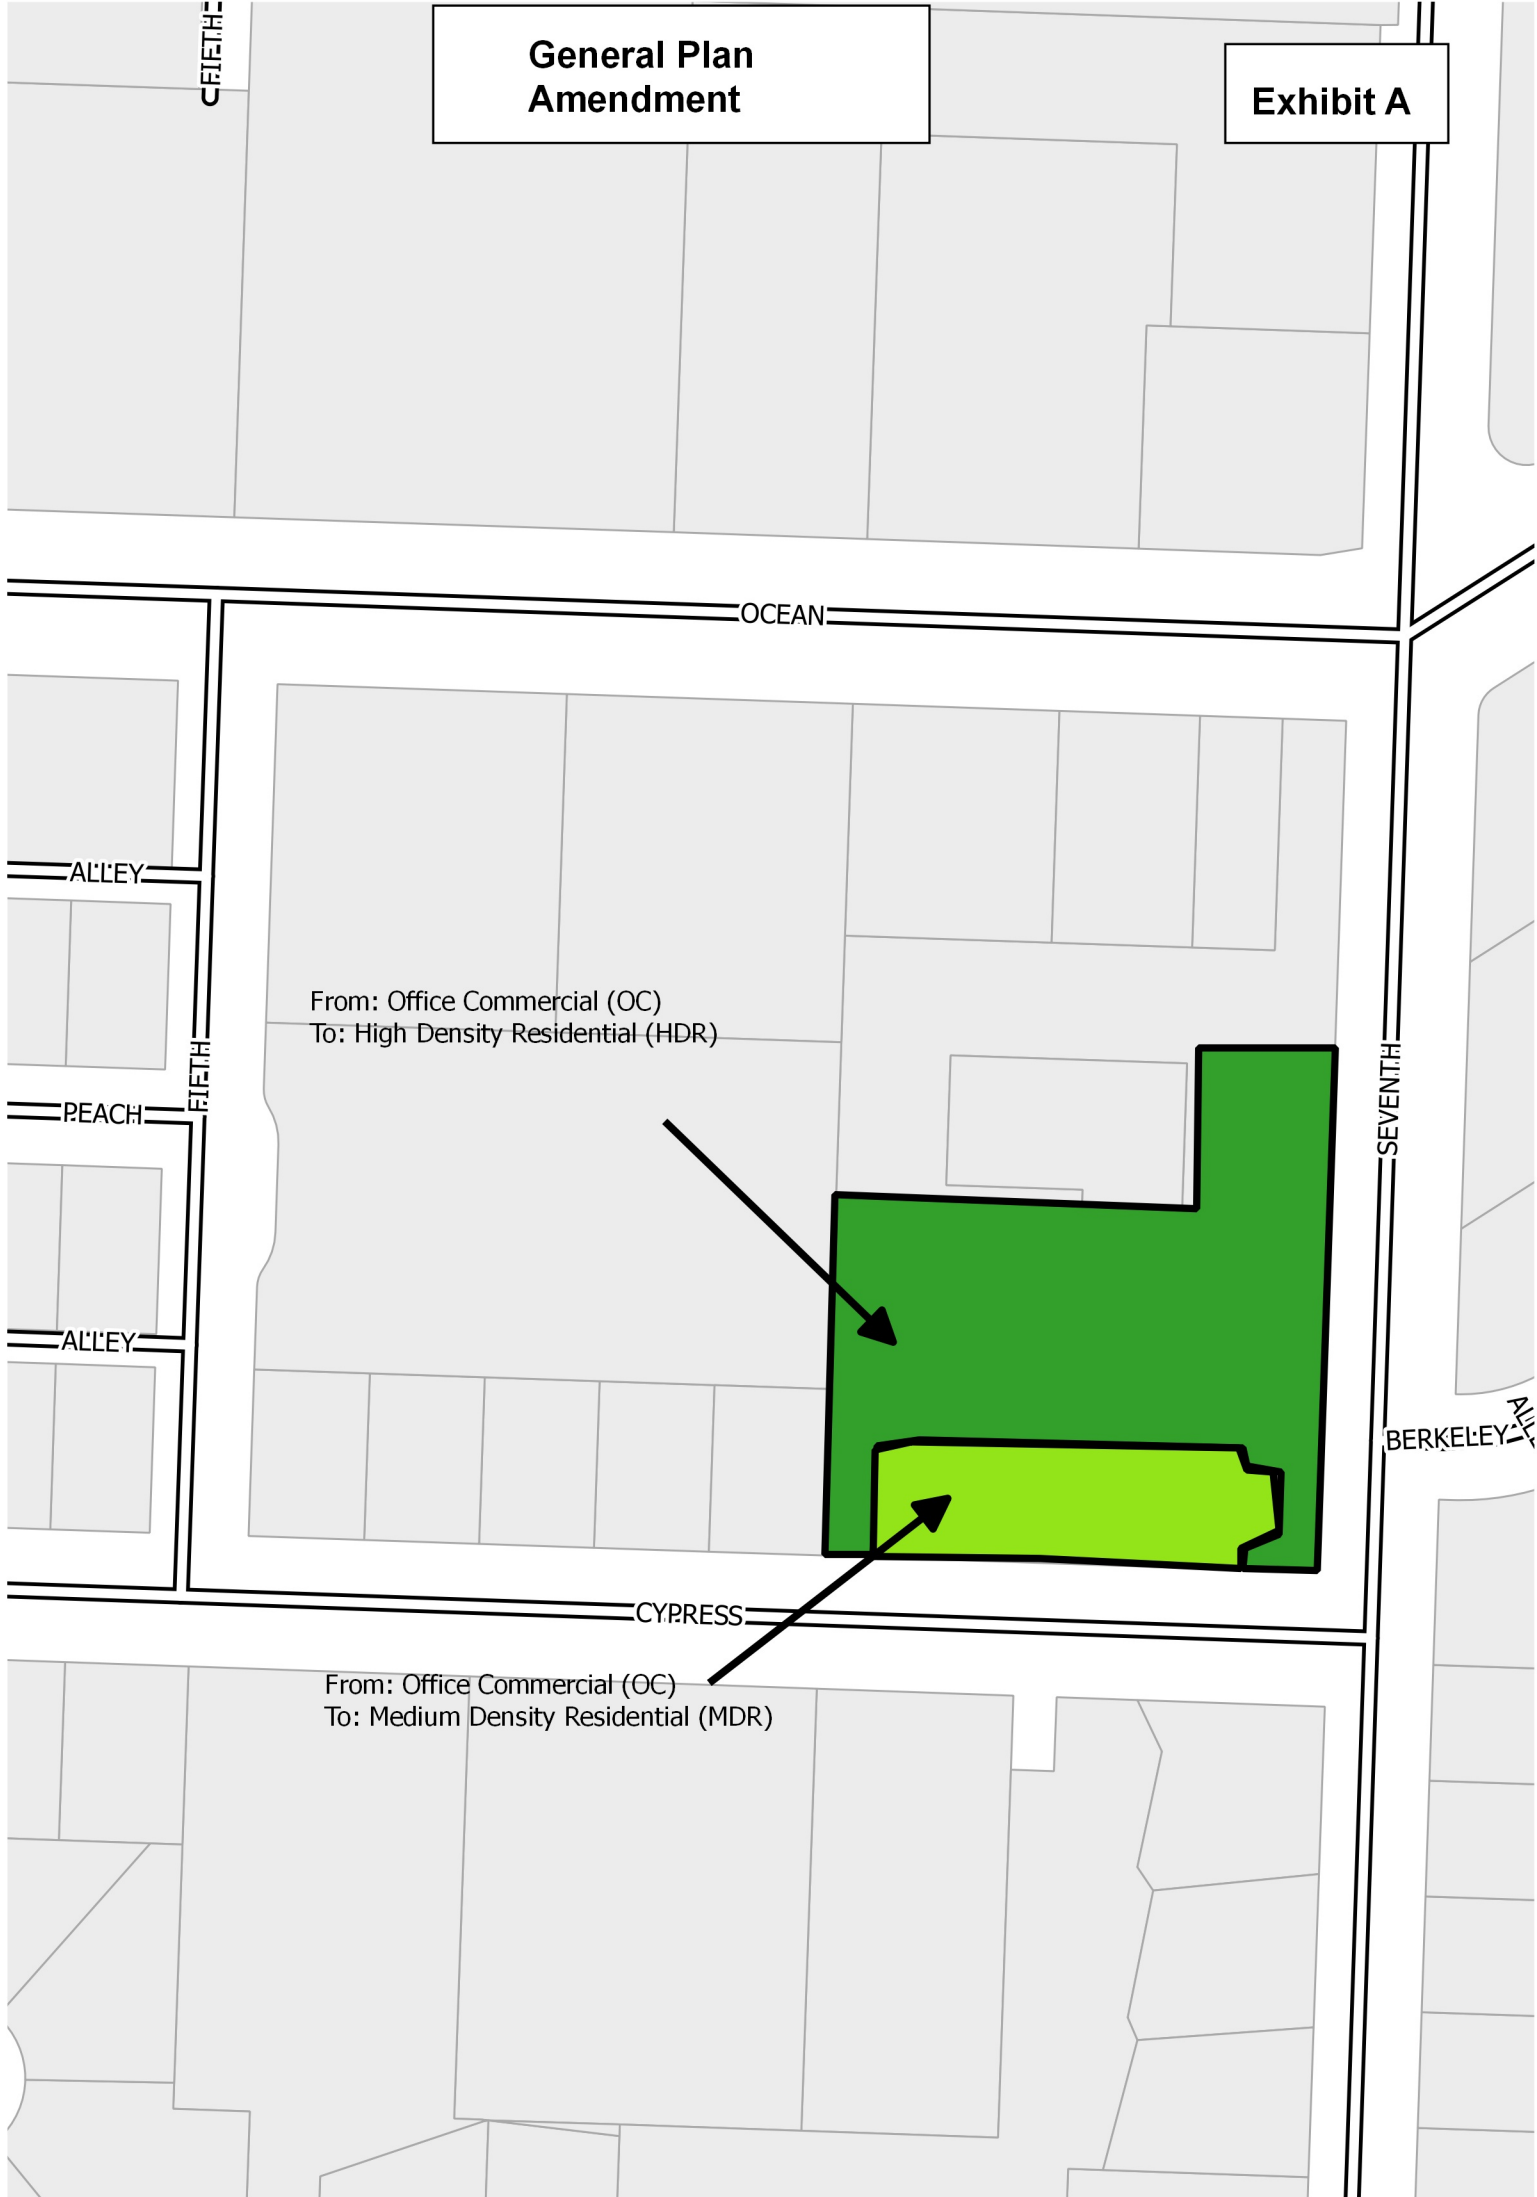 FIFTH
General Plan
Amendment
Exhibit A
OCEAN
ALLEY
From: Office Commercial (OC)
To: High Density Residential (HDR)
FIFTH
PEACH
SEVENTH
ALLEY
BERKELEY
CYPRESS
From: Office Commercial (OC)
To: Medium Density Residential (MDR)